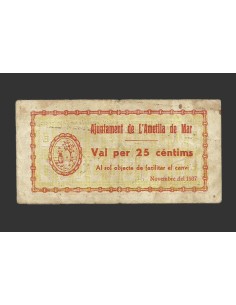 Ajuntament de L'Ametlla de Mar
Val per 25 cèntims
Al sol objecte de facilitar el canvi
Novembre del 1937